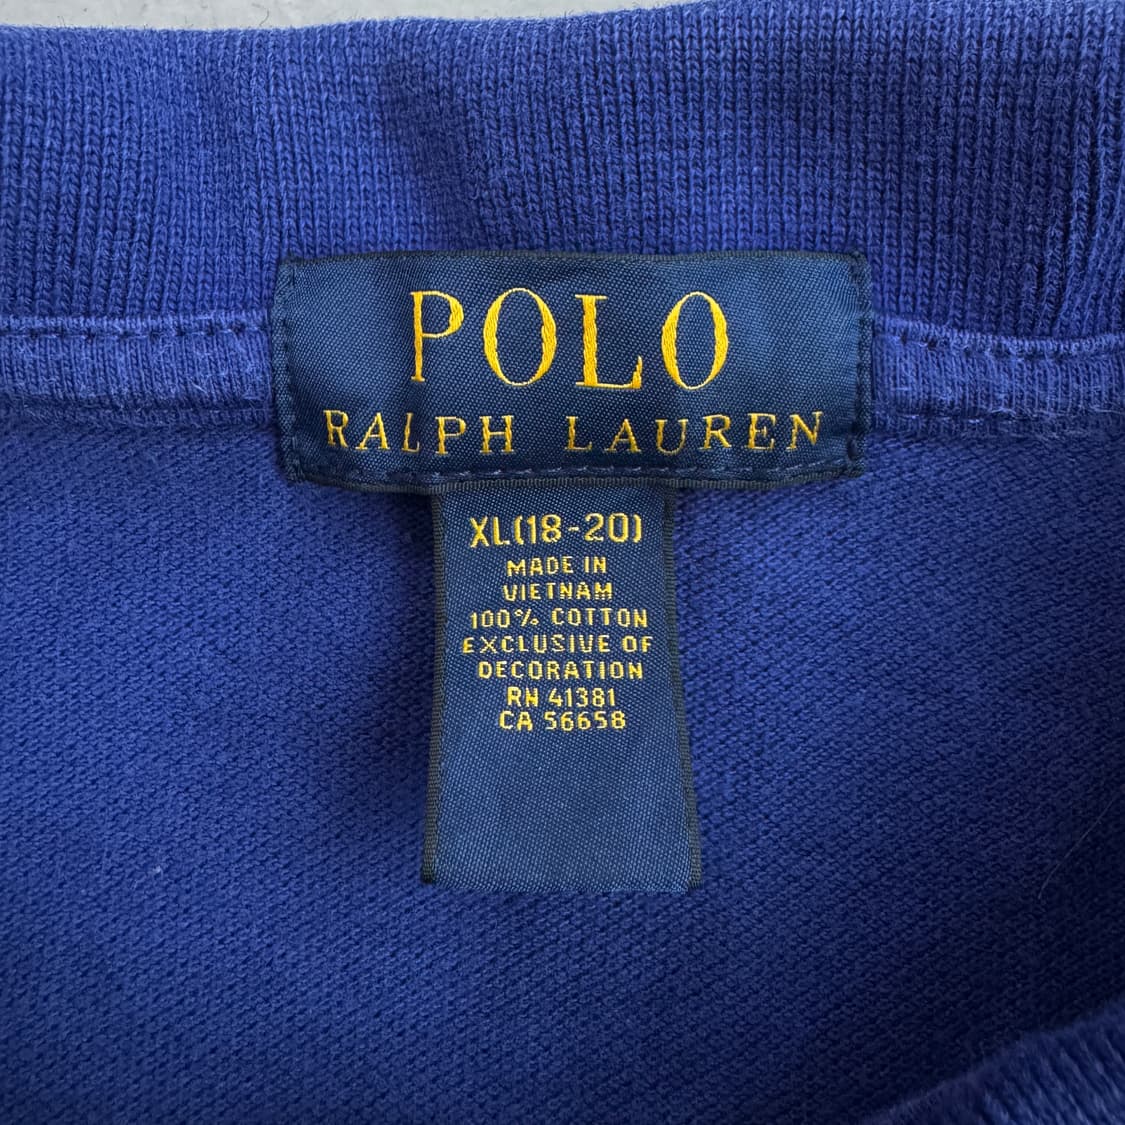 POLO
RALPH LAUREN
XL(18-20)
MADE IN
VIETNAM
100% COTTON
EXCLUSIVE OF
DECORATION
RN 41381
CA 56658